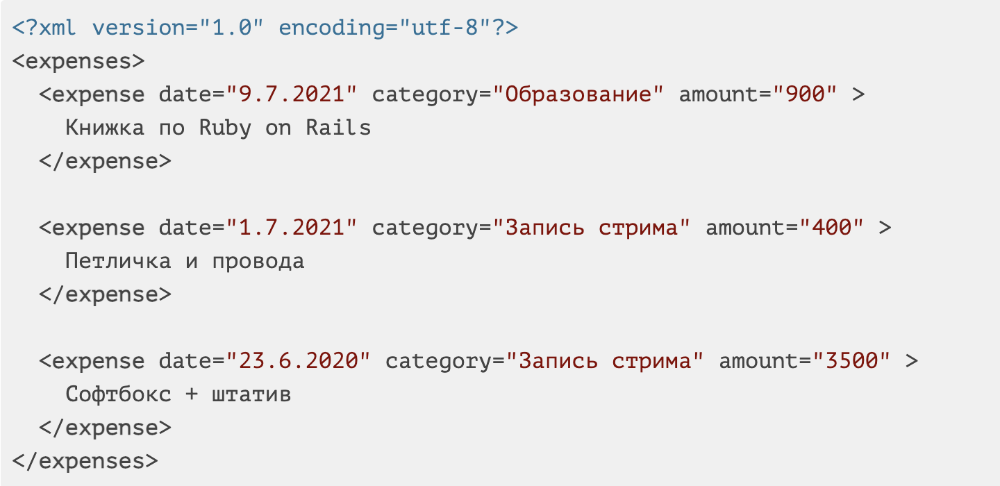 <?xml version="1.0" encoding="utf-8"?>
<expenses>
  <expense date="9.7.2021" category="Образование" amount="900" >
    Книжка по Ruby on Rails
  </expense>

  <expense date="1.7.2021" category="Запись стрима" amount="400" >
    Петличка и провода
  </expense>

  <expense date="23.6.2020" category="Запись стрима" amount="3500" >
    Софтбокс + штатив
  </expense>
</expenses>